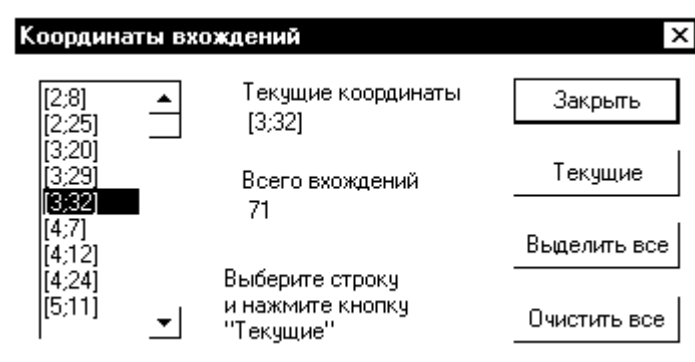 Координаты вхождений
[2;8]
[2;25]
[3;20]
[3;29]
[3;32]
[4;7]
[4;12]
[4;24]
[5;11]
Текущие координаты
[3;32]
Всего вхождений
71
Выберите строку
и нажмите кнопку
"Текущие"
Закрыть
Текущие
Выделить все
Очистить все